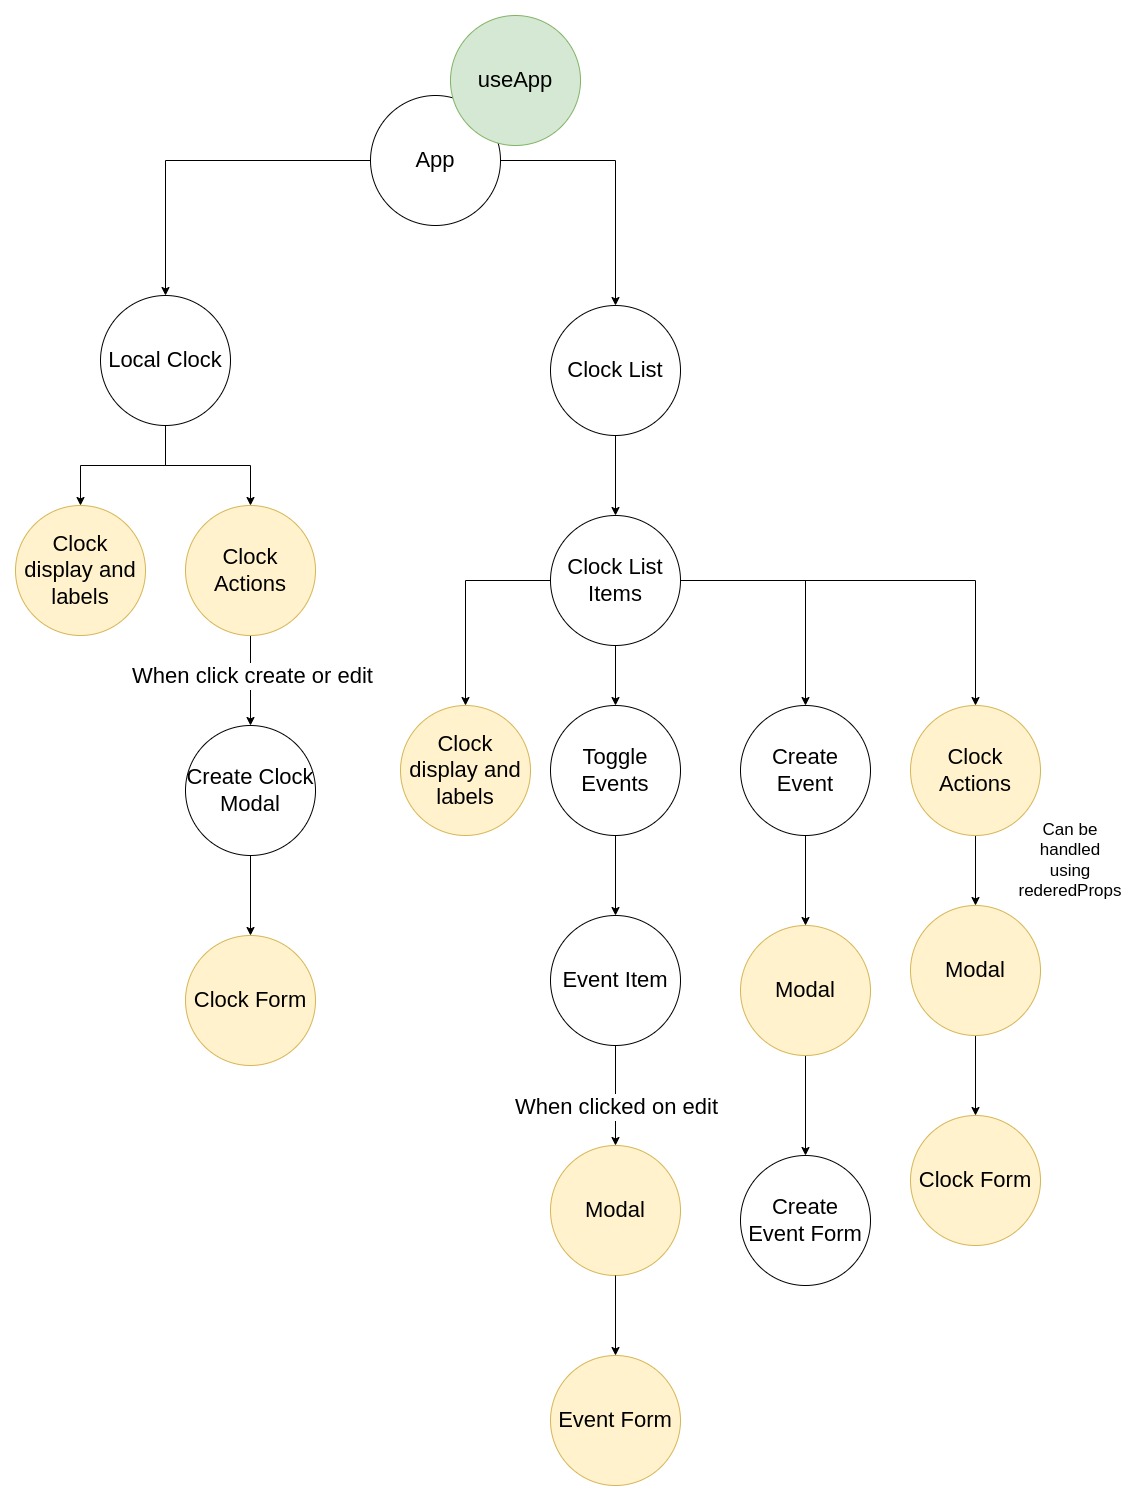 useApp
App
Local Clock
Clock List
Clock
display and
labels
Clock
Actions
Clock List
Items
When click create or edit
Create Clock
Modal
Clock
display and
labels
Toggle
Events
Create
Event
Clock
Actions
Can be
handled
using
rederedProps
Clock Form
Event Item
Modal
Modal
When clicked on edit
Modal
Create
Event Form
Clock Form
Event Form